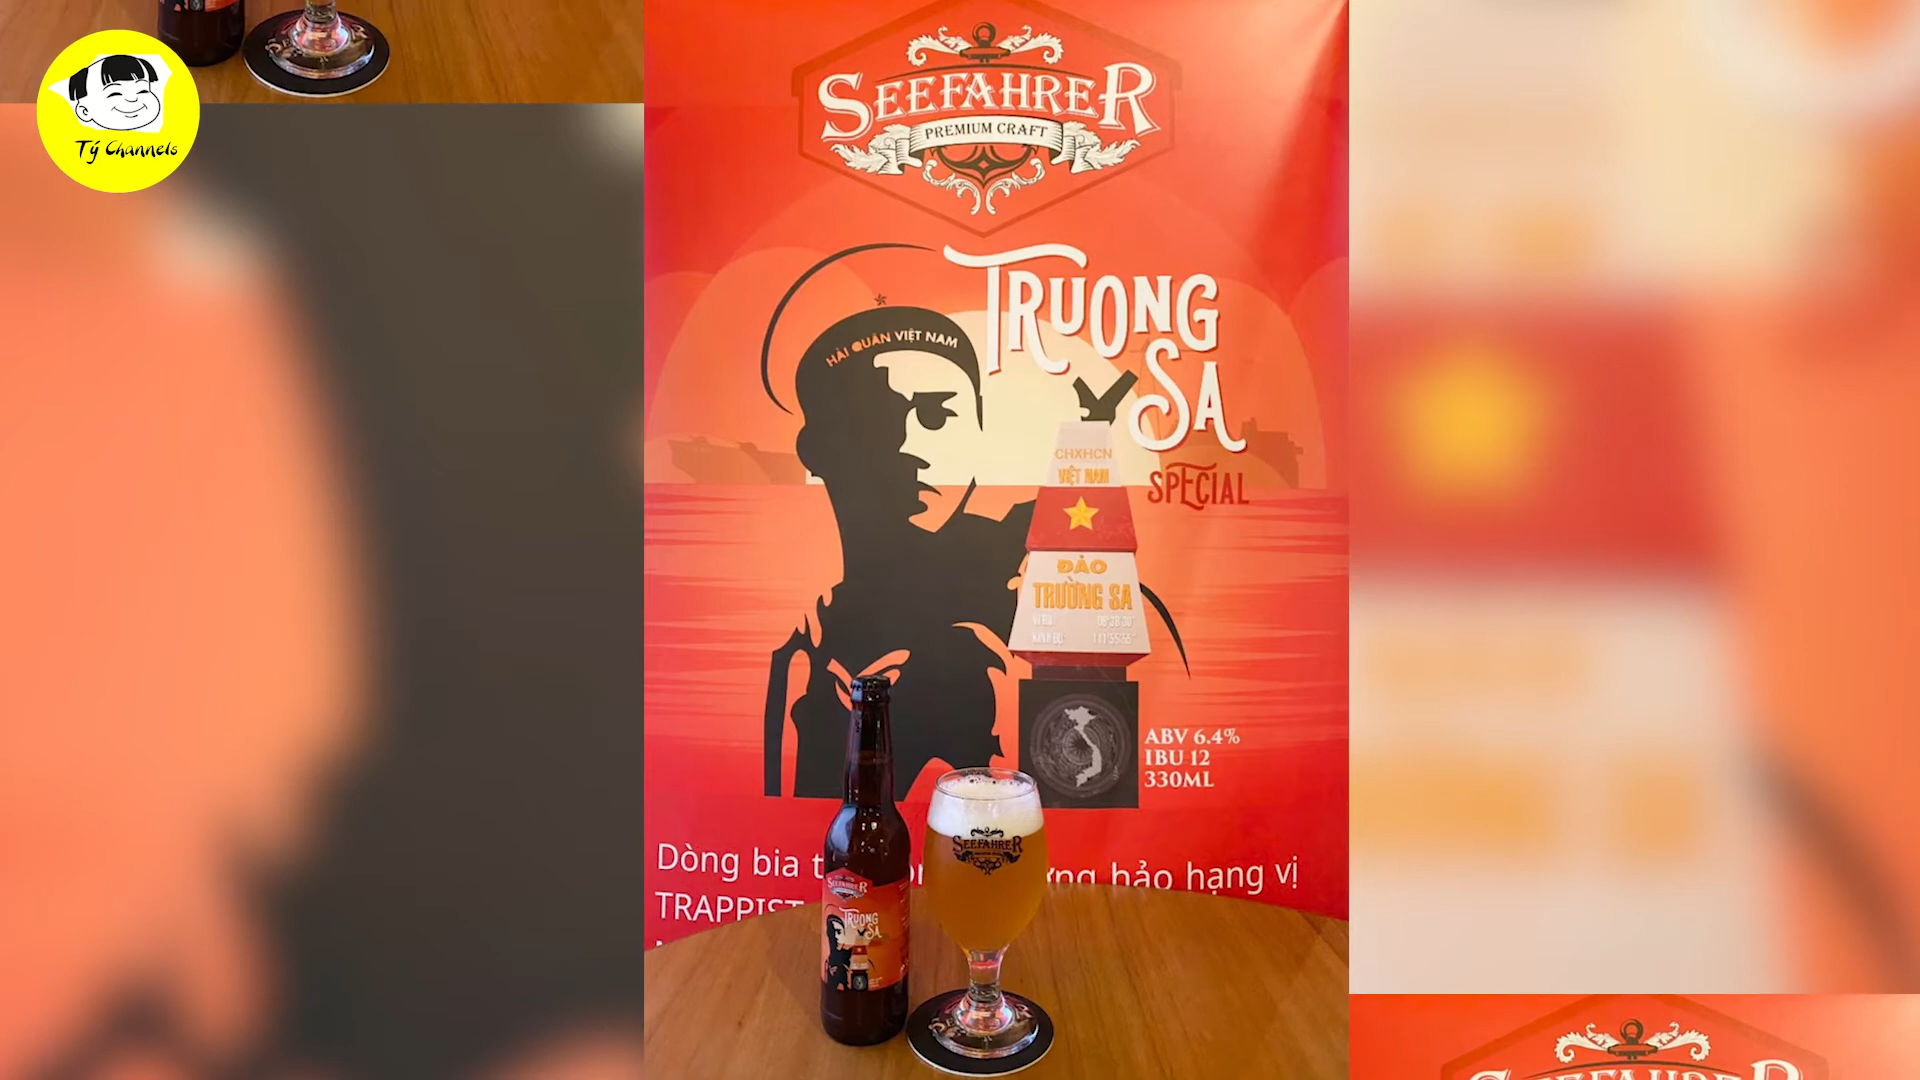 Tý Channels
SEEFAHRER
PREMIUM CRAFT
TRUONG
SA
SPECIAL
HẢI QUÂN VIỆT NAM
CHXHCN
VIỆT NAM
ĐẢO
TRƯỜNG SA
ABV 6.4%
IBU 12
330ML
Dòng bia hảo hạng vị
TRAPPIST
SEEFAHRER
SEEFAHRER
TRUONG
SA
SEEFAHRER